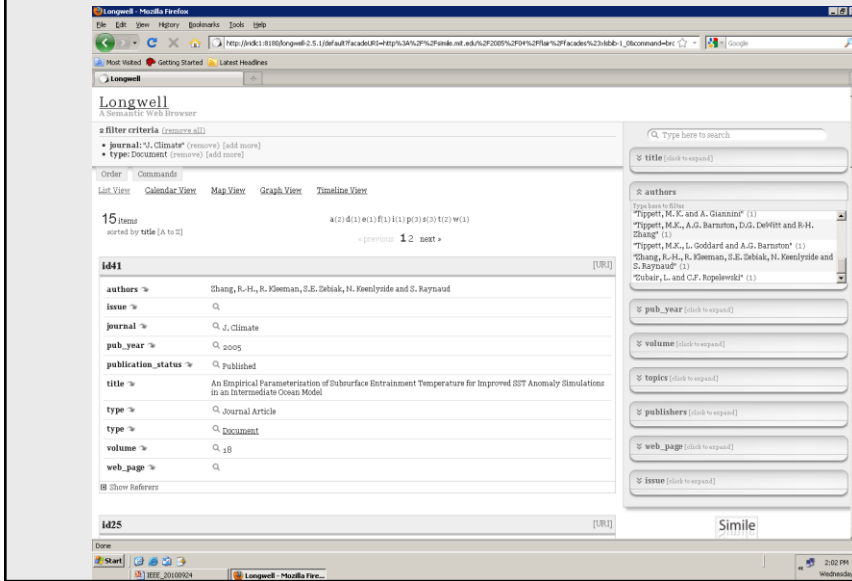 Longwell - Mozilla Firefox
File Edit View History Bookmarks Tools Help
Google
Most Visited Getting Started Latest Headlines
Longwell
Longwell
A Semantic Web Browser
2 filter criteria (remove all)
• journal: "J. Climate" (remove) [add more]
• type: Document (remove) [add more]
Order Commands
List View Calendar View Map View Graph View Timeline View
15 items
sorted by title [A to Z]
a(2) d(1) e(1) f(1) i(1) p(3) s(3) t(2) w(1)
« previous 1 2 next »
id41 [URI]
authors Zhang, R.-H., R. Kleeman, S.E. Zebiak, N. Keenlyside and S. Raynaud
issue
journal J. Climate
pub_year 2005
publication_status Published
title An Empirical Parameterization of Subsurface Entrainment Temperature for Improved SST Anomaly Simulations
in an Intermediate Ocean Model
type Journal Article
type Document
volume 18
web_page
Show Referers
id25 [URI]
Type here to search
title [click to expand]
authors
Type here to filter
"Tippett, M. K. and A. Giannini" (1)
"Tippett, M.K., A.G. Barnston, D.G. DeWitt and R-H.
Zhang" (1)
"Tippett, M.K., L. Goddard and A.G. Barnston" (1)
"Zhang, R.-H., R. Kleeman, S.E. Zebiak, N. Keenlyside and
S. Raynaud" (1)
"Zubair, L. and C.F. Ropelewski" (1)
pub_year [click to expand]
volume [click to expand]
topics [click to expand]
publishers [click to expand]
web_page [click to expand]
issue [click to expand]
Simile
Done
Start
IEEE_20100924 Longwell - Mozilla Fire...
2:02 PM
Wednesday